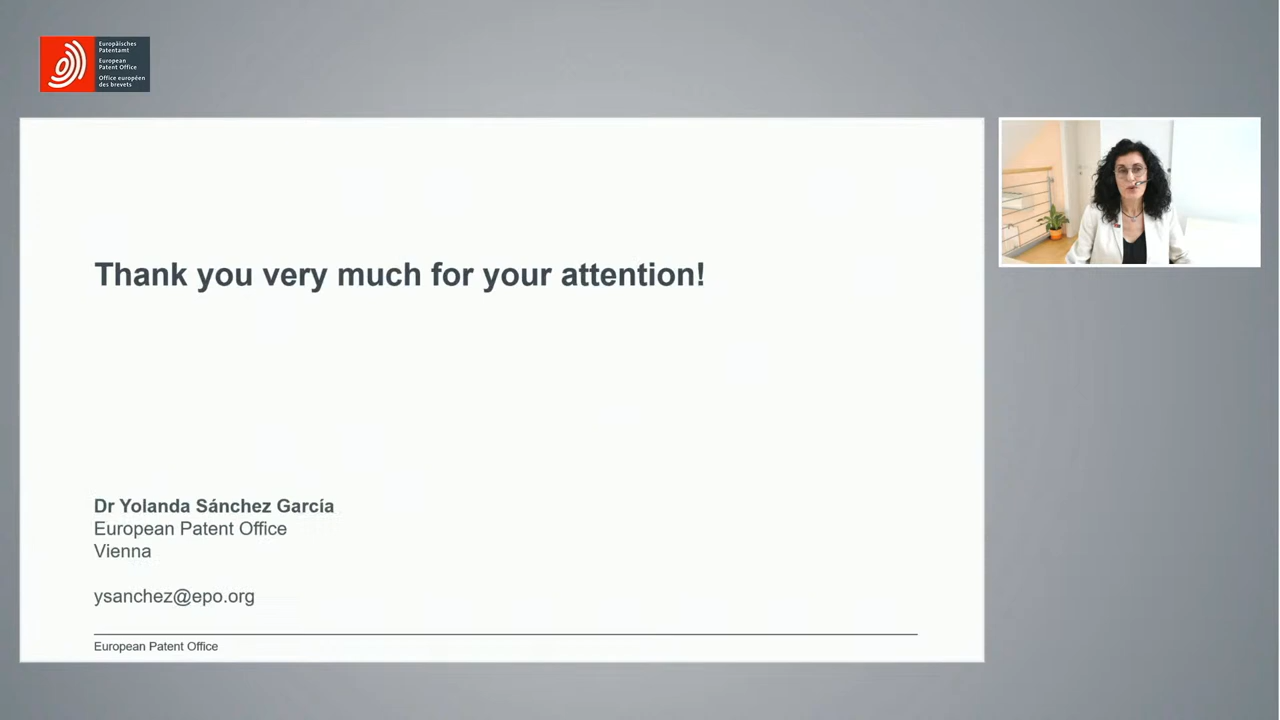 Europäisches
Patentamt
European
Patent Office
Office européen
des brevets
Thank you very much for your attention!
Dr Yolanda Sánchez García
European Patent Office
Vienna
ysanchez@epo.org
European Patent Office